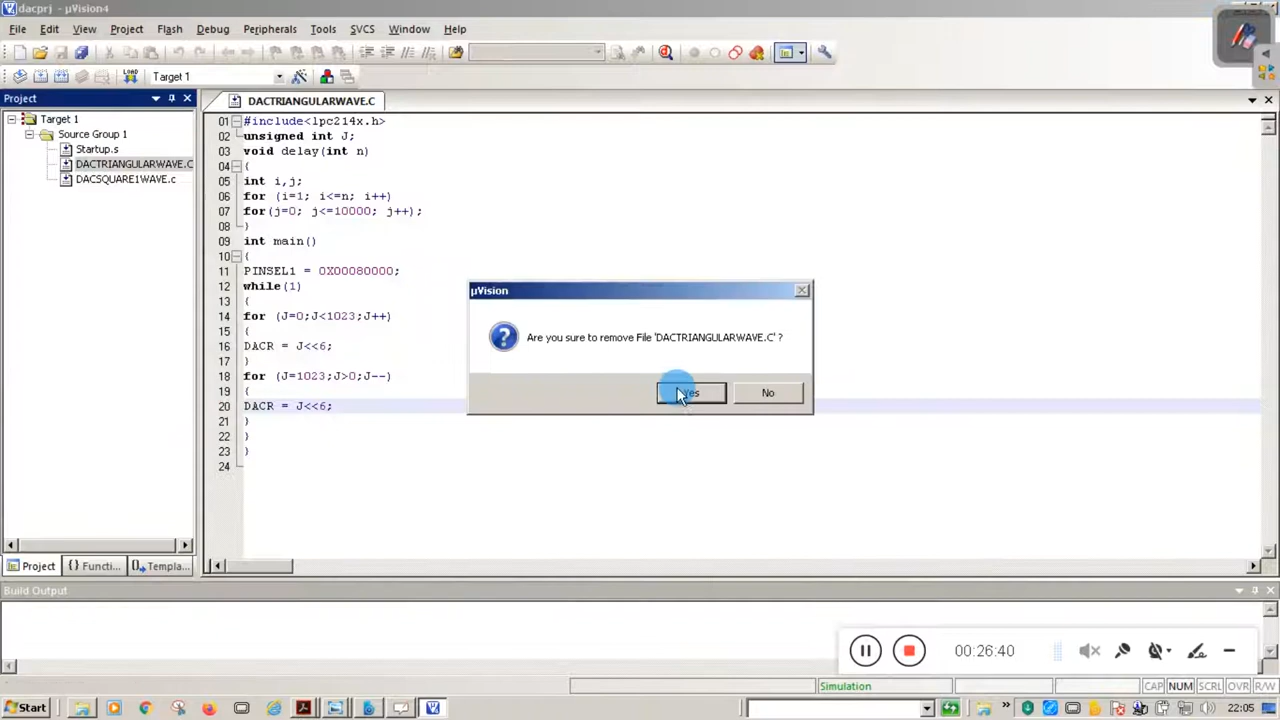 dacprj - µVision4
File Edit View Project Flash Debug Peripherals Tools SVCS Window Help
LOAD Target 1
Project
DACTRIANGULARWAVE.C
Target 1
Source Group 1
Startup.s
DACTRIANGULARWAVE.C
DACSQUARE1WAVE.c
01 #include<lpc214x.h>
02 unsigned int J;
03 void delay(int n)
04 {
05 int i,j;
06 for (i=1; i<=n; i++)
07 for(j=0; j<=10000; j++);
08 }
09 int main()
10 {
11 PINSEL1 = 0X00080000;
12 while(1)
13 {
14 for (J=0;J<1023;J++)
15 {
16 DACR = J<<6;
17 }
18 for (J=1023;J>0;J--)
19 {
20 DACR = J<<6;
21 }
22 }
23 }
24
µVision
Are you sure to remove File 'DACTRIANGULARWAVE.C' ?
Yes No
Project {} Functi... Templa...
Build Output
00:26:40
Simulation CAP NUM SCRL OVR R/W
Start 22:05